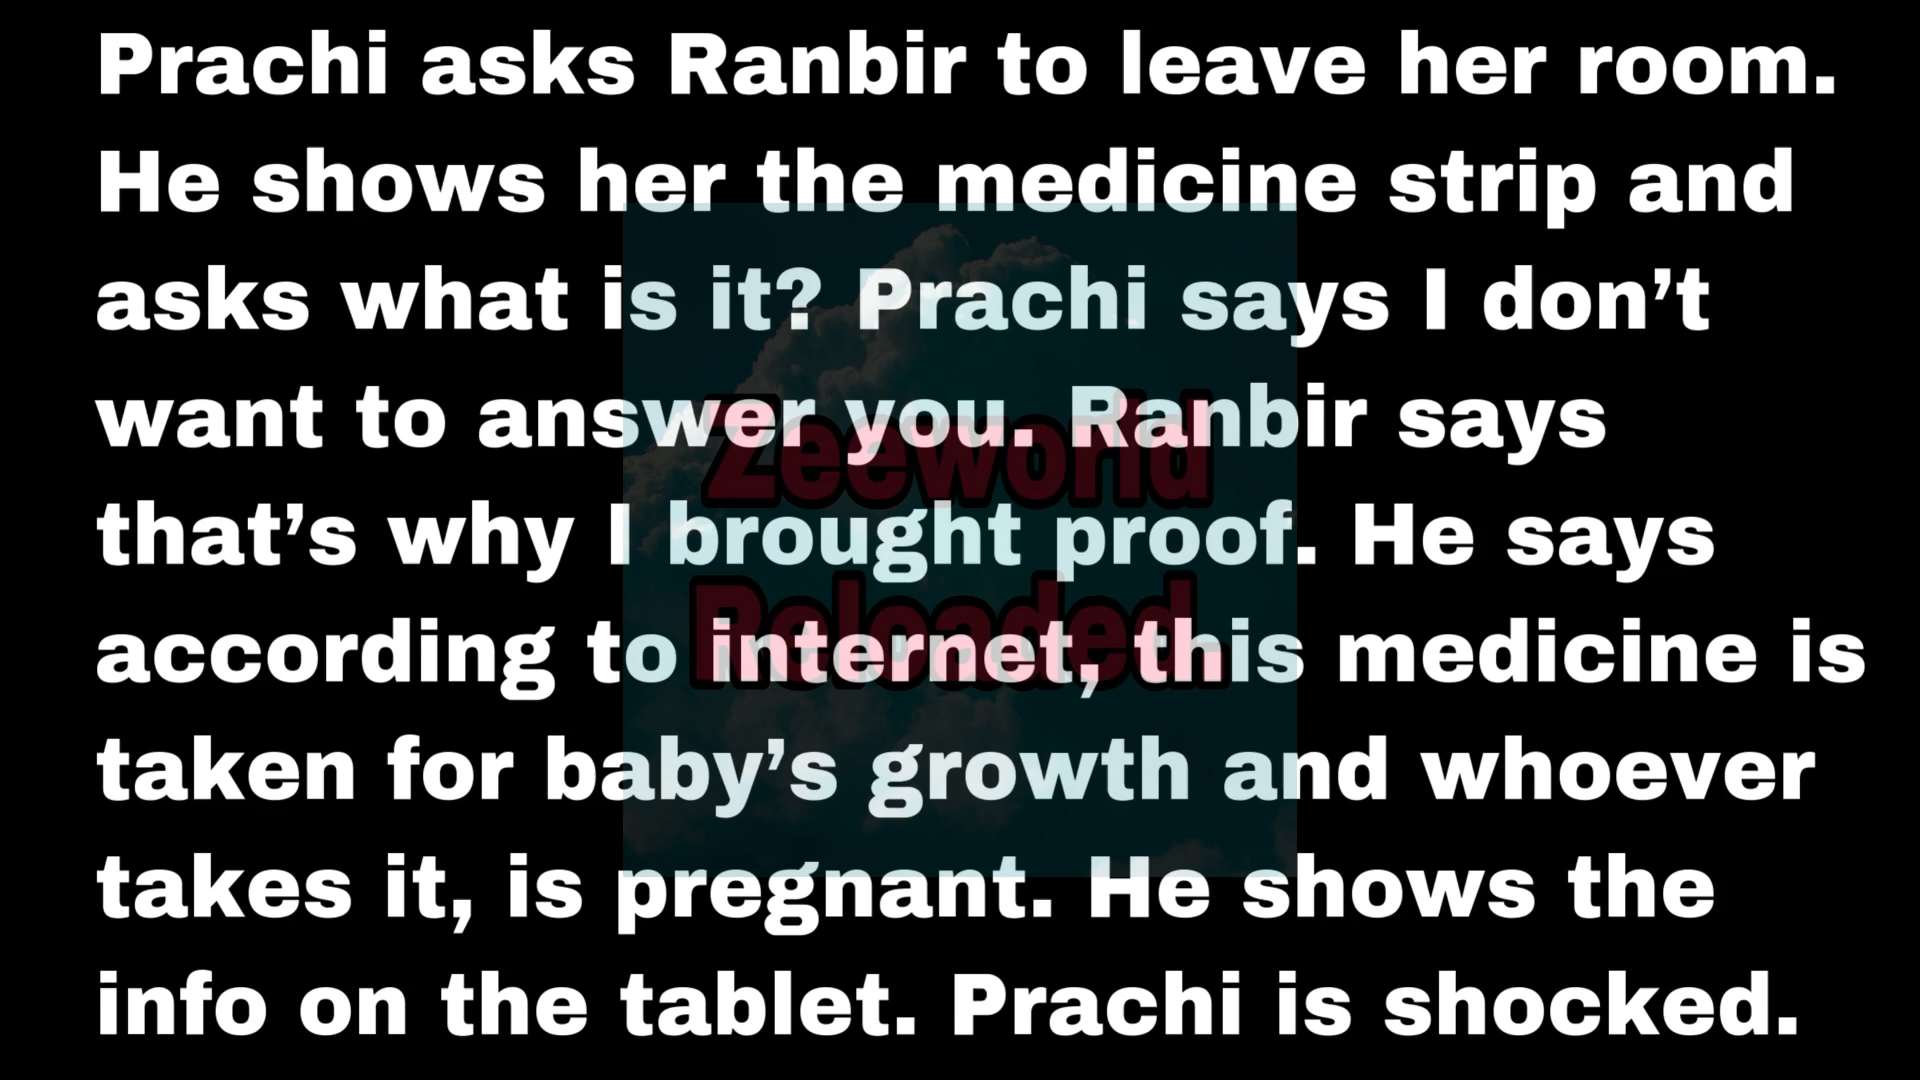 Prachi asks Ranbir to leave her room.
He shows her the medicine strip and
asks what is it? Prachi says I don’t
want to answer you. Ranbir says
that’s why I brought proof. He says
according to internet, this medicine is
taken for baby’s growth and whoever
takes it, is pregnant. He shows the
info on the tablet. Prachi is shocked.
Zeeworld
Reloaded.